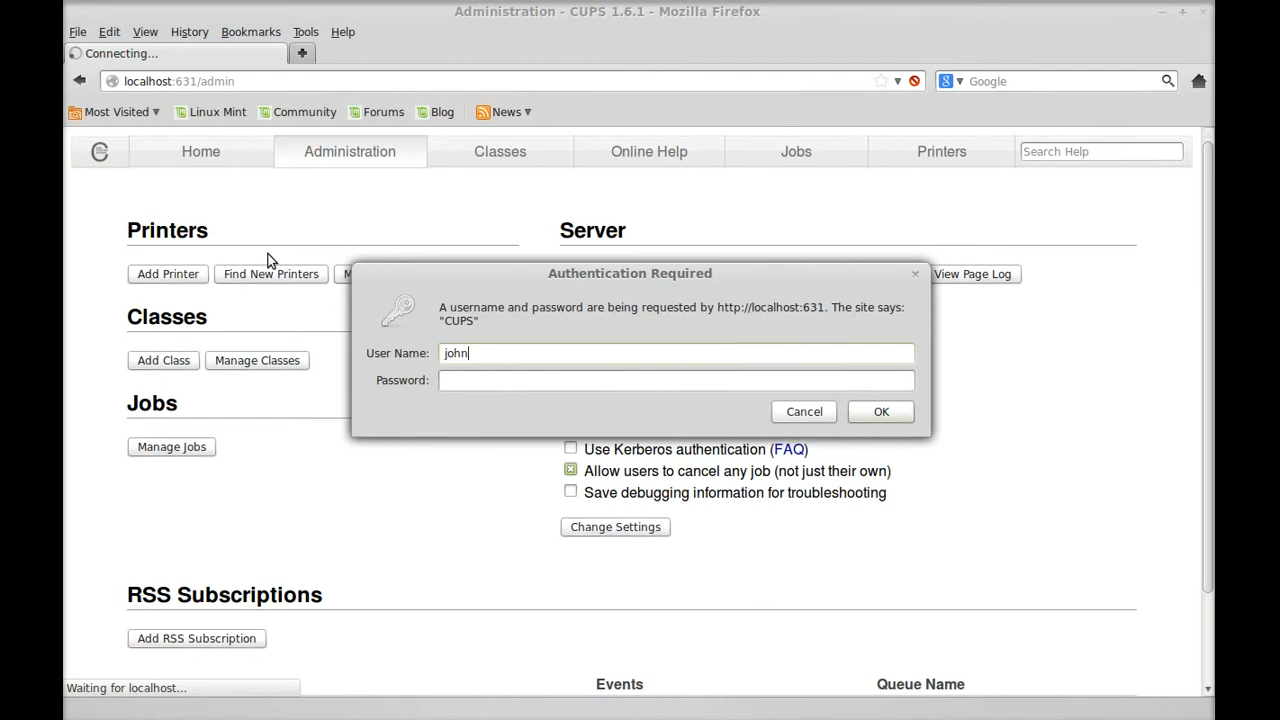 Administration - CUPS 1.6.1 - Mozilla Firefox
File Edit View History Bookmarks Tools Help
Connecting...
localhost:631/admin
Google
Most Visited Linux Mint Community Forums Blog News
Home Administration Classes Online Help Jobs Printers Search Help
Printers
Server
Add Printer Find New Printers M
View Page Log
Authentication Required
A username and password are being requested by http://localhost:631. The site says:
"CUPS"
User Name: john
Password:
Cancel OK
Classes
Add Class Manage Classes
Jobs
Manage Jobs
Use Kerberos authentication (FAQ)
Allow users to cancel any job (not just their own)
Save debugging information for troubleshooting
Change Settings
RSS Subscriptions
Add RSS Subscription
Events Queue Name
Waiting for localhost...